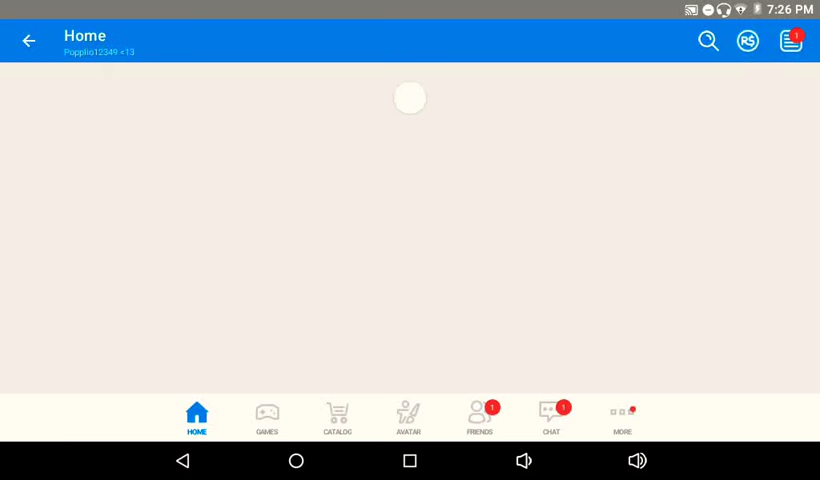 7:26 PM
Home
Popplio12349 <13
R$
1
HOME
GAMES
CATALOG
AVATAR
1
FRIENDS
1
CHAT
MORE